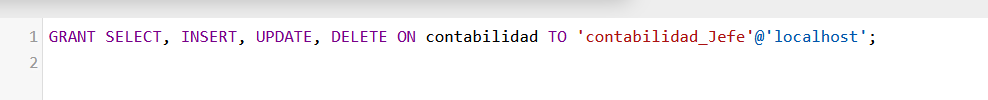 1 GRANT SELECT, INSERT, UPDATE, DELETE ON contabilidad TO 'contabilidad_Jefe'@'localhost';
2